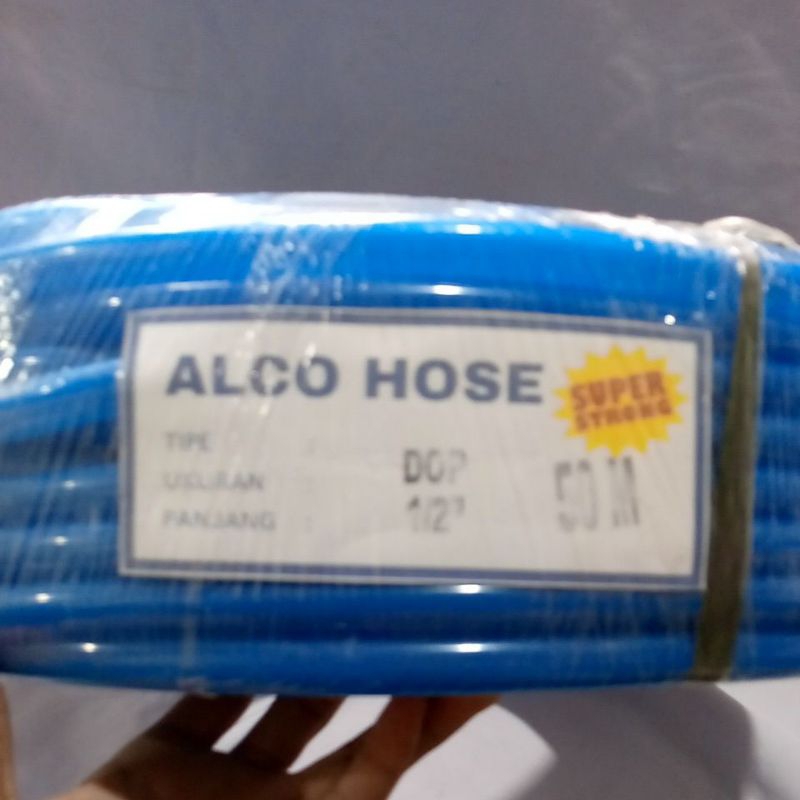 ALCO HOSE
SUPER
STRONG
TIPE :
DOP
UKURAN :
1/2"
PANJANG :
50 M